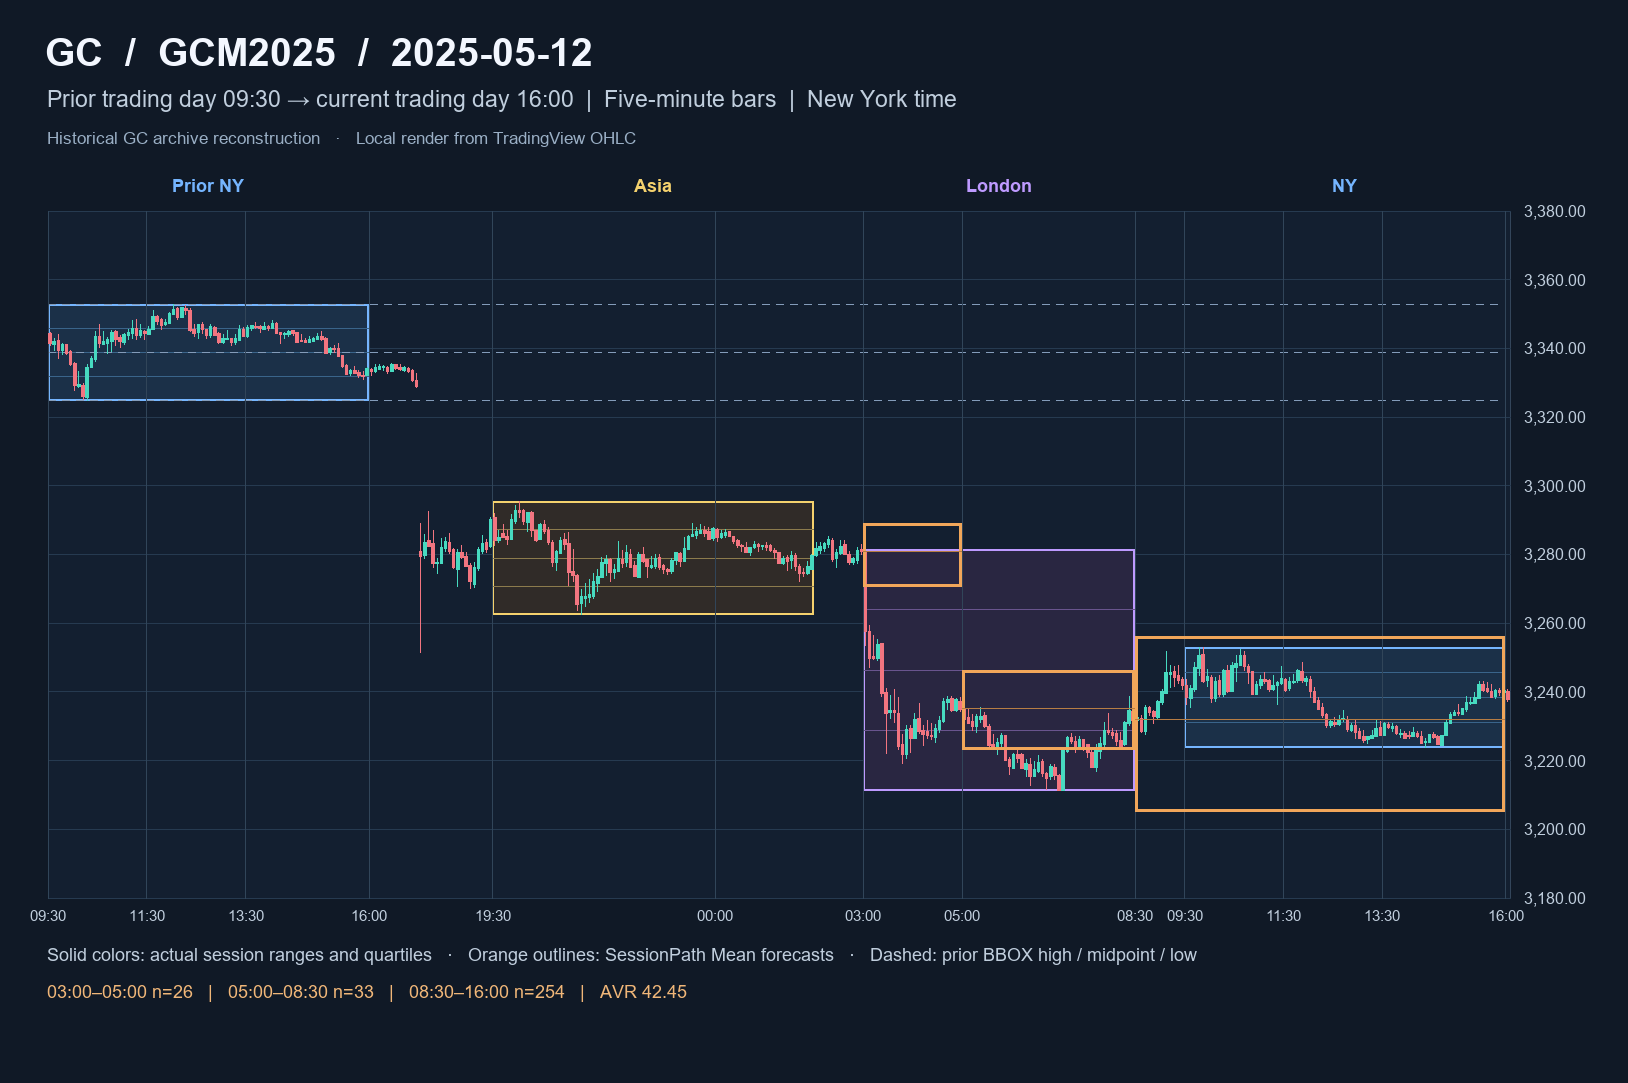 GC / GCM2025 / 2025-05-12
Prior trading day 09:30 → current trading day 16:00 | Five-minute bars | New York time
Historical GC archive reconstruction · Local render from TradingView OHLC
Prior NY Asia London NY
3,380.00
3,360.00
3,340.00
3,320.00
3,300.00
3,280.00
3,260.00
3,240.00
3,220.00
3,200.00
3,180.00
09:30 11:30 13:30 16:00 19:30 00:00 03:00 05:00 08:30 09:30 11:30 13:30 16:00
Solid colors: actual session ranges and quartiles · Orange outlines: SessionPath Mean forecasts · Dashed: prior BBOX high / midpoint / low
03:00–05:00 n=26 | 05:00–08:30 n=33 | 08:30–16:00 n=254 | AVR 42.45